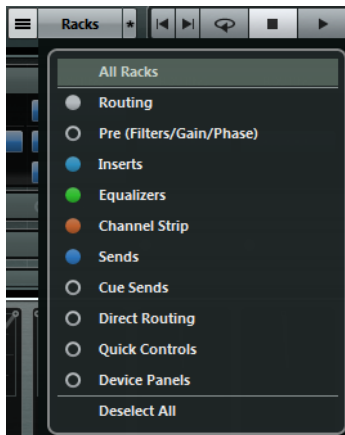 Racks *
All Racks
Routing
Pre (Filters/Gain/Phase)
Inserts
Equalizers
Channel Strip
Sends
Cue Sends
Direct Routing
Quick Controls
Device Panels
Deselect All